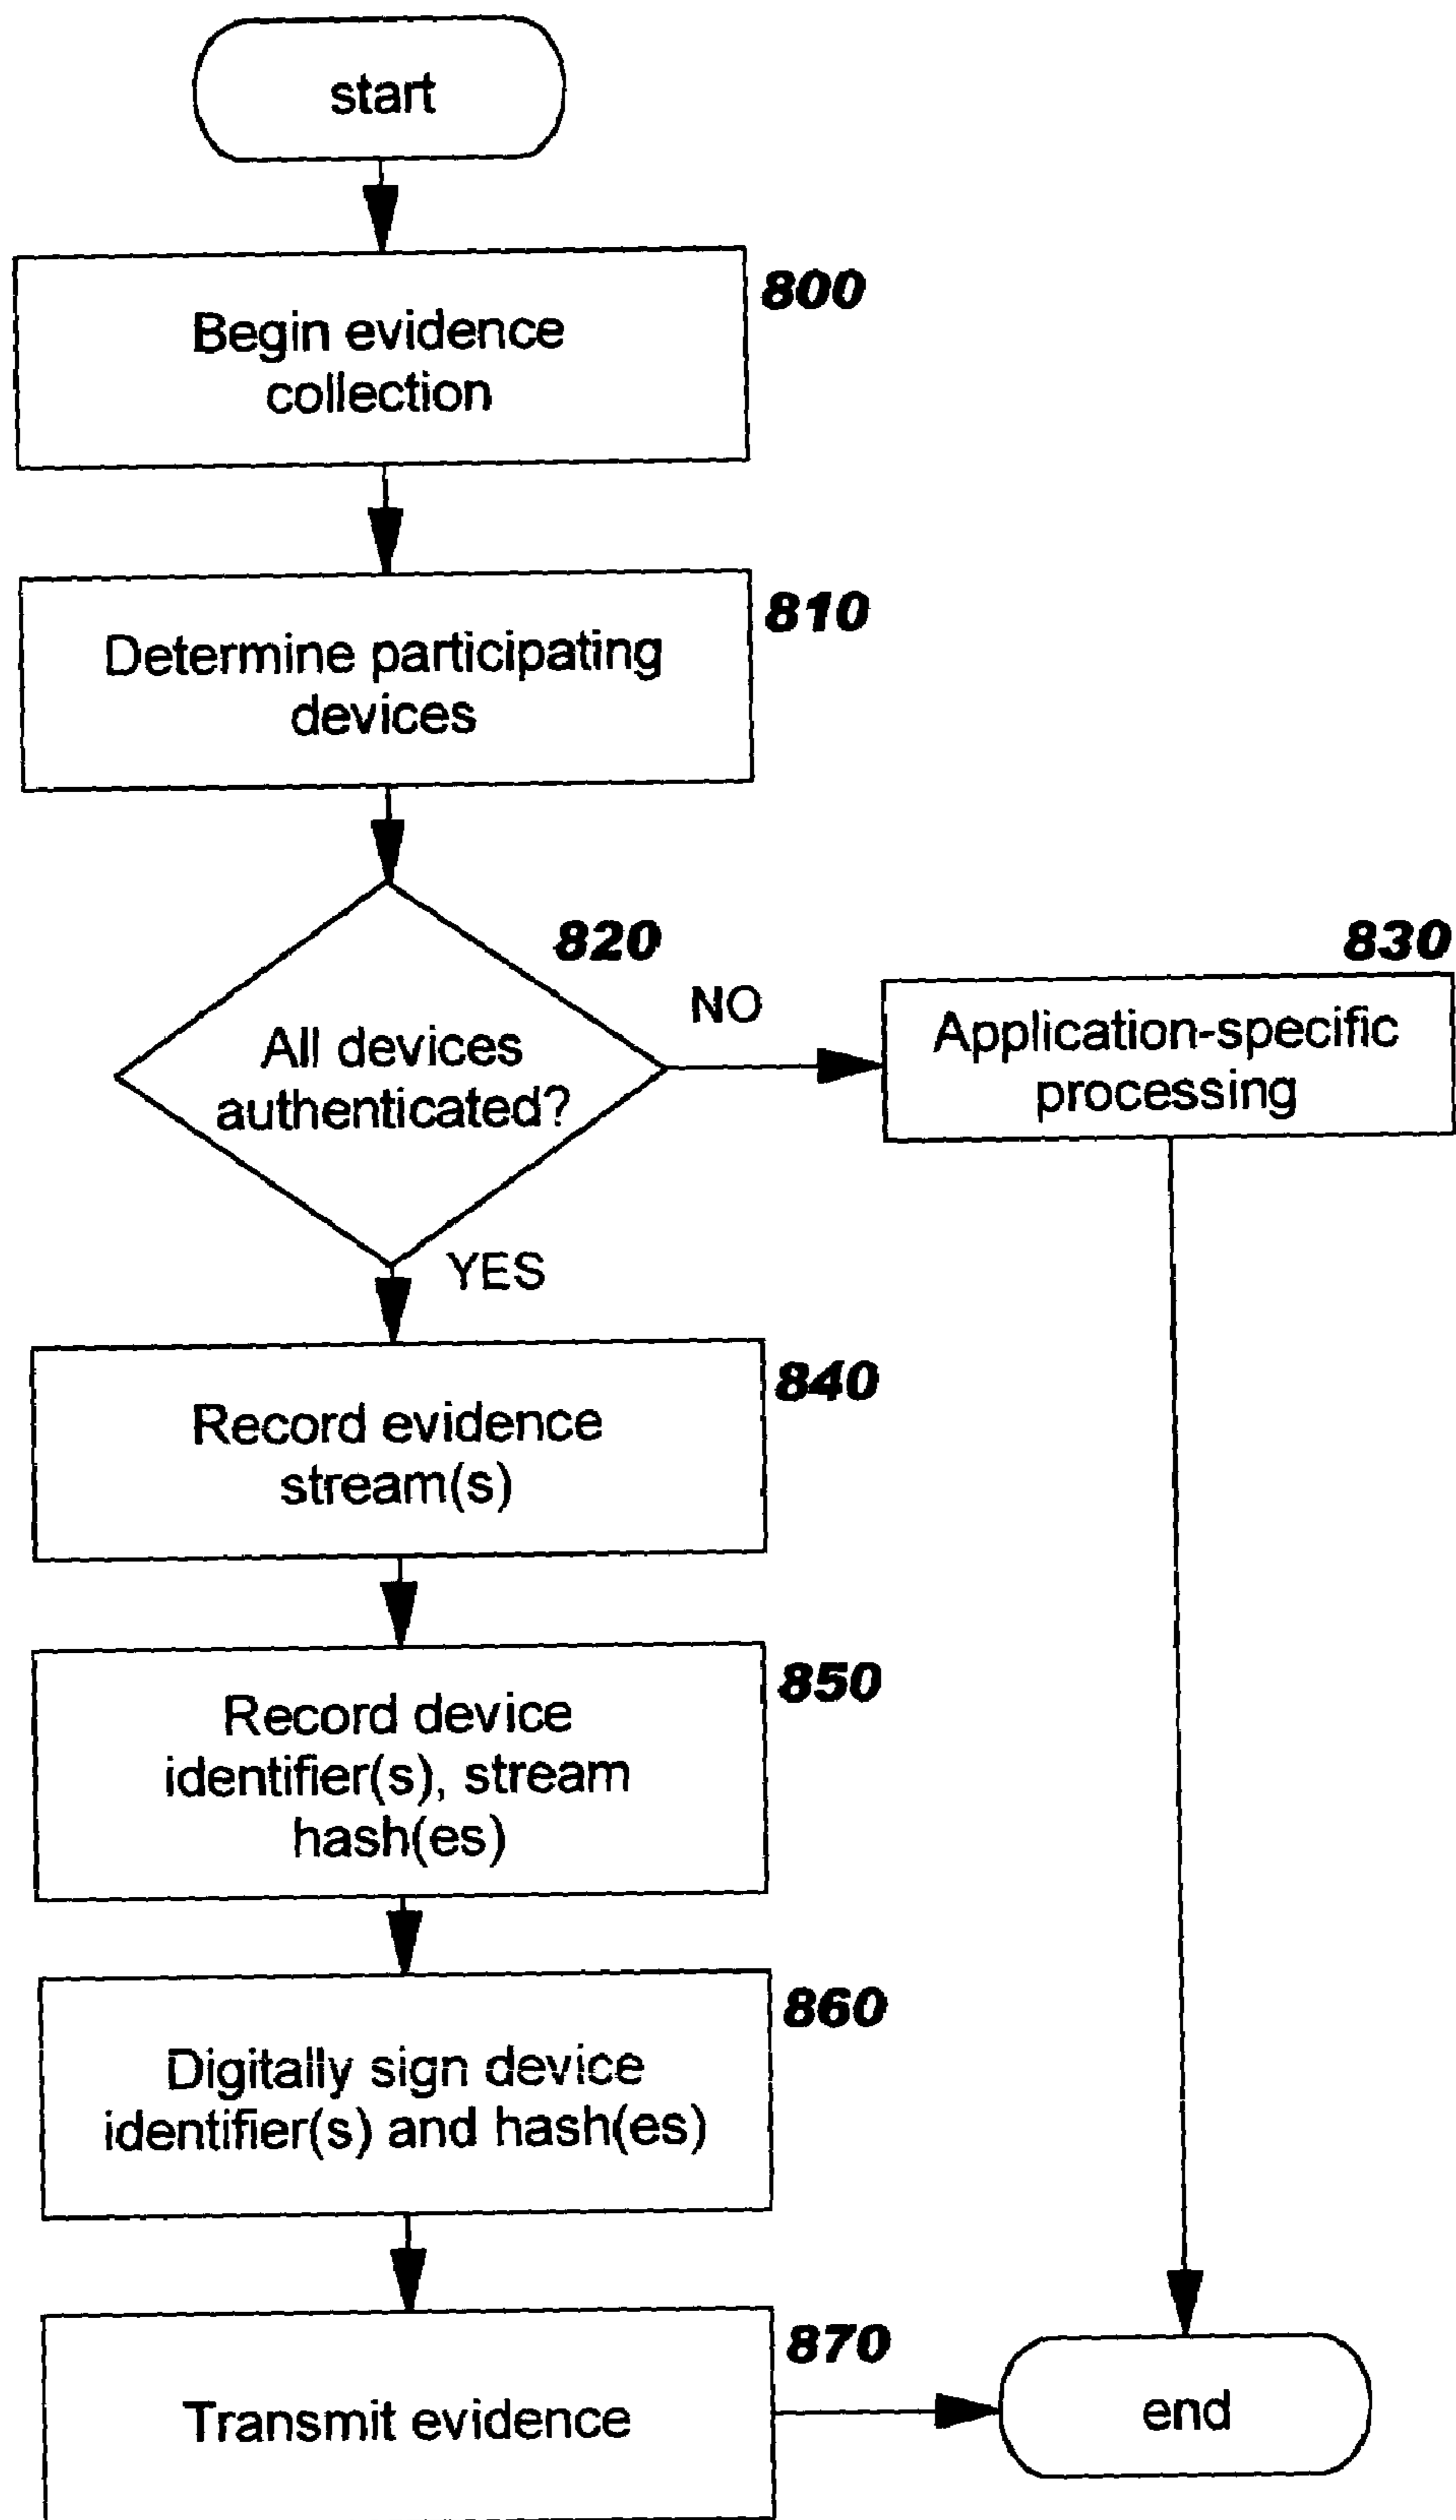 start
800
Begin evidence
collection
810
Determine participating
devices
820
All devices
authenticated?
NO
830
Application-specific
processing
YES
840
Record evidence
stream(s)
850
Record device
identifier(s), stream
hash(es)
860
Digitally sign device
identifier(s) and hash(es)
870
Transmit evidence
end